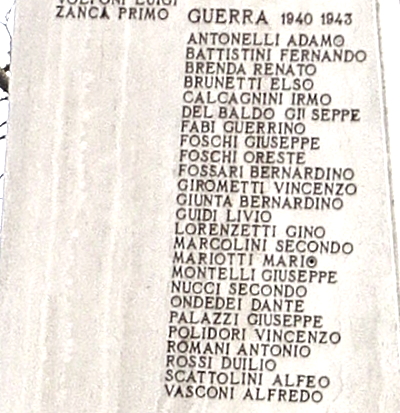 VOLPONI LUIGI
ZANCA PRIMO
GUERRA 1940 1943
ANTONELLI ADAMO
BATTISTINI FERNANDO
BRENDA RENATO
BRUNETTI ELSO
CALCAGNINI IRMO
DEL BALDO GIUSEPPE
FABI GUERRINO
FOSCHI GIUSEPPE
FOSCHI ORESTE
FOSSARI BERNARDINO
GIROMETTI VINCENZO
GIUNTA BERNARDINO
GUIDI LIVIO
LORENZETTI GINO
MARCOLINI SECONDO
MARIOTTI MARIO
MONTELLI GIUSEPPE
NUCCI SECONDO
ONDEDEI DANTE
PALAZZI GIUSEPPE
POLIDORI VINCENZO
ROMANI ANTONIO
ROSSI DUILIO
SCATTOLINI ALFEO
VASCONI ALFREDO